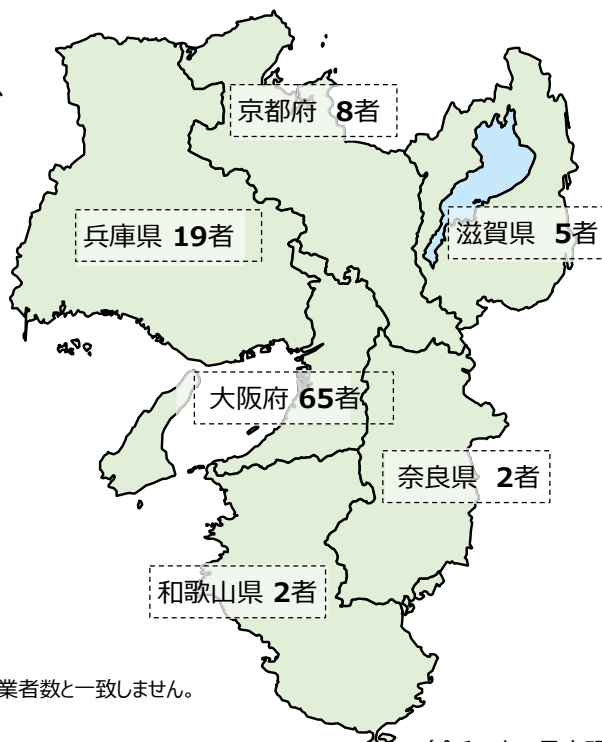 京都府 8者
兵庫県 19者
滋賀県 5者
大阪府 65者
奈良県 2者
和歌山県 2者
業者数と一致しません。